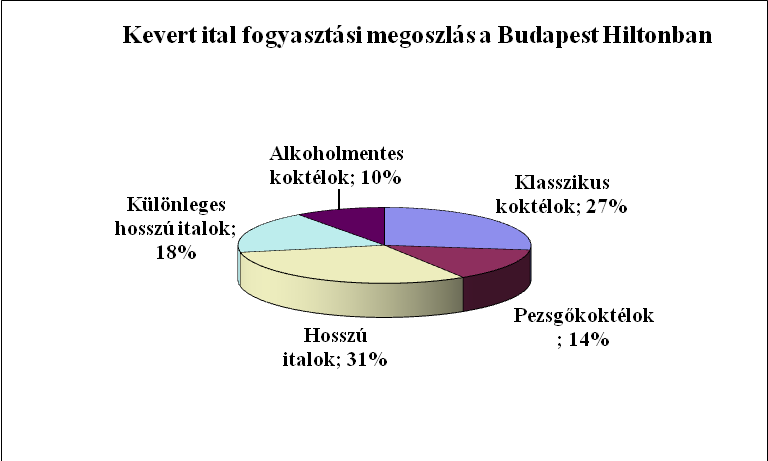 Kevert ital fogyasztási megoszlás a Budapest Hiltonban
Alkoholmentes
koktélok; 10%
Klasszikus
koktélok; 27%
Különleges
hosszú italok;
18%
Pezsgőkoktélok
; 14%
Hosszú
italok; 31%